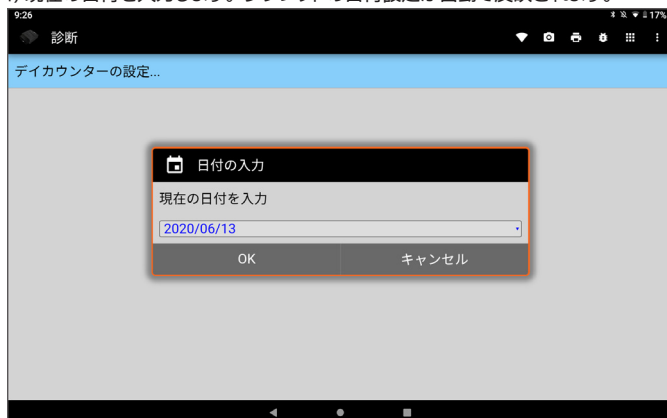 9:26
17%
診断
デイカウンターの設定...
日付の入力
現在の日付を入力
2020/06/13
OK
キャンセル